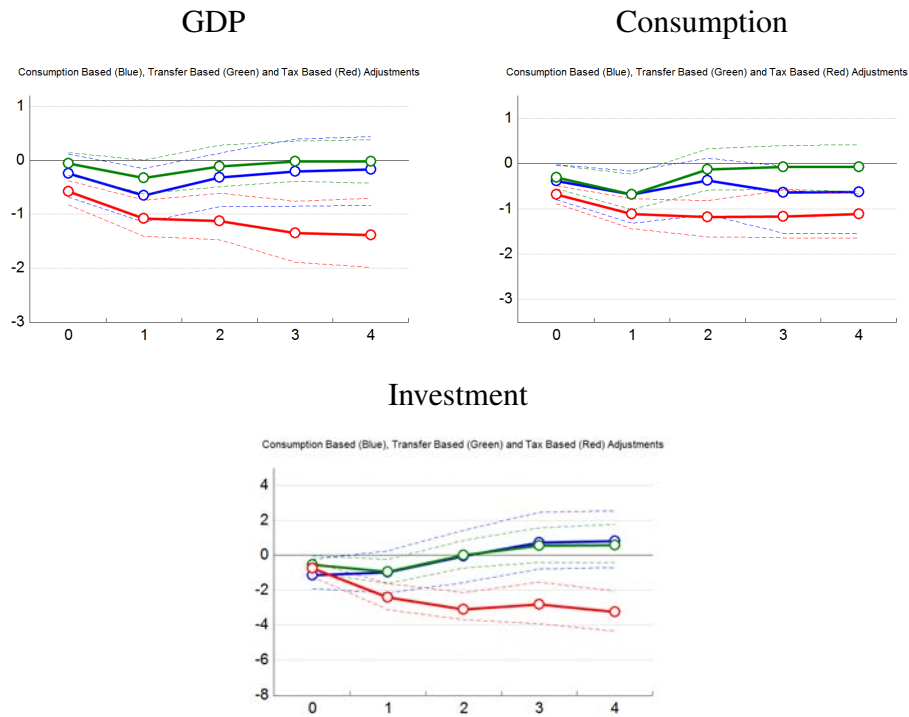 GDP
Consumption Based (Blue), Transfer Based (Green) and Tax Based (Red) Adjustments
1
0
-1
-2
-3
0 1 2 3 4
Consumption
Consumption Based (Blue), Transfer Based (Green) and Tax Based (Red) Adjustments
1
0
-1
-2
-3
0 1 2 3 4
Investment
Consumption Based (Blue), Transfer Based (Green) and Tax Based (Red) Adjustments
4
2
0
-2
-4
-6
-8
0 1 2 3 4